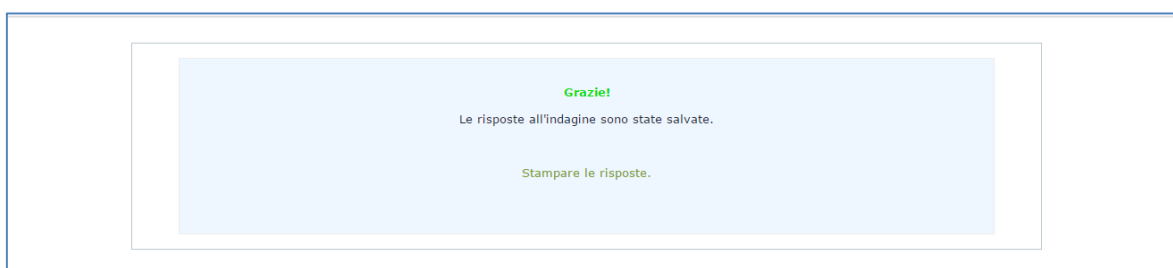 Grazie!
Le risposte all'indagine sono state salvate.
Stampare le risposte.